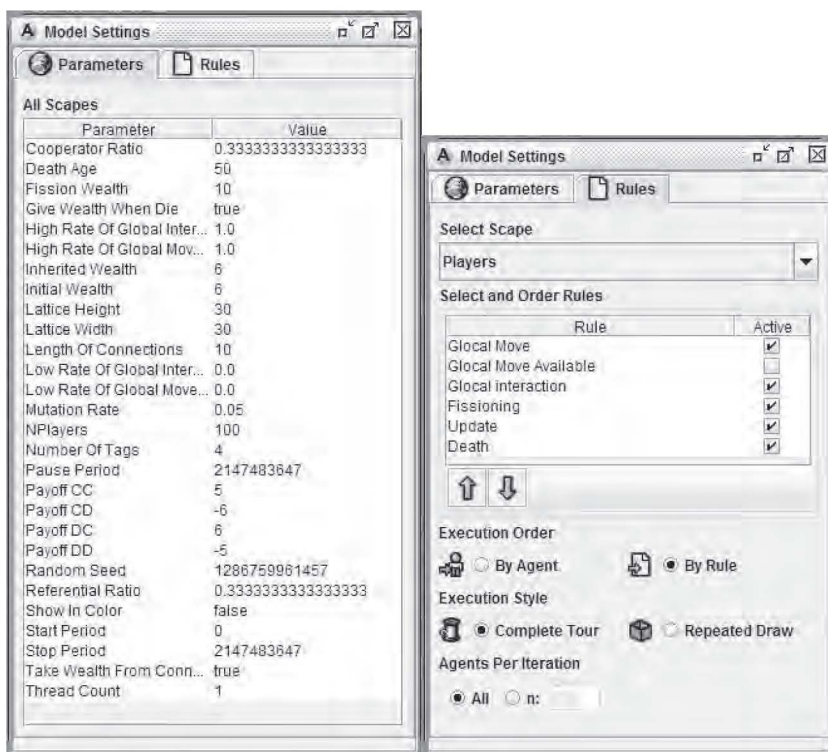 Model Settings
Parameters Rules
All Scapes
Parameter Value
Cooperator Ratio 0.3333333333333333
Death Age 50
Fission Wealth 10
Give Wealth When Die true
High Rate Of Global Inter... 1.0
High Rate Of Global Mov... 1.0
Inherited Wealth 6
Initial Wealth 6
Lattice Height 30
Lattice Width 30
Length Of Connections 10
Low Rate Of Global Inter... 0.0
Low Rate Of Global Move... 0.0
Mutation Rate 0.05
NPlayers 100
Number Of Tags 4
Pause Period 2147483647
Payoff CC 5
Payoff CD -6
Payoff DC 6
Payoff DD -5
Random Seed 1286759961457
Referential Ratio 0.3333333333333333
Show In Color false
Start Period 0
Stop Period 2147483647
Take Wealth From Conn... true
Thread Count 1
Model Settings
Parameters Rules
Select Scape
Players
Select and Order Rules
Rule Active
Glocal Move
Glocal Move Available
Glocal interaction
Fissioning
Update
Death
Execution Order
By Agent By Rule
Execution Style
Complete Tour Repeated Draw
Agents Per Iteration
All n: